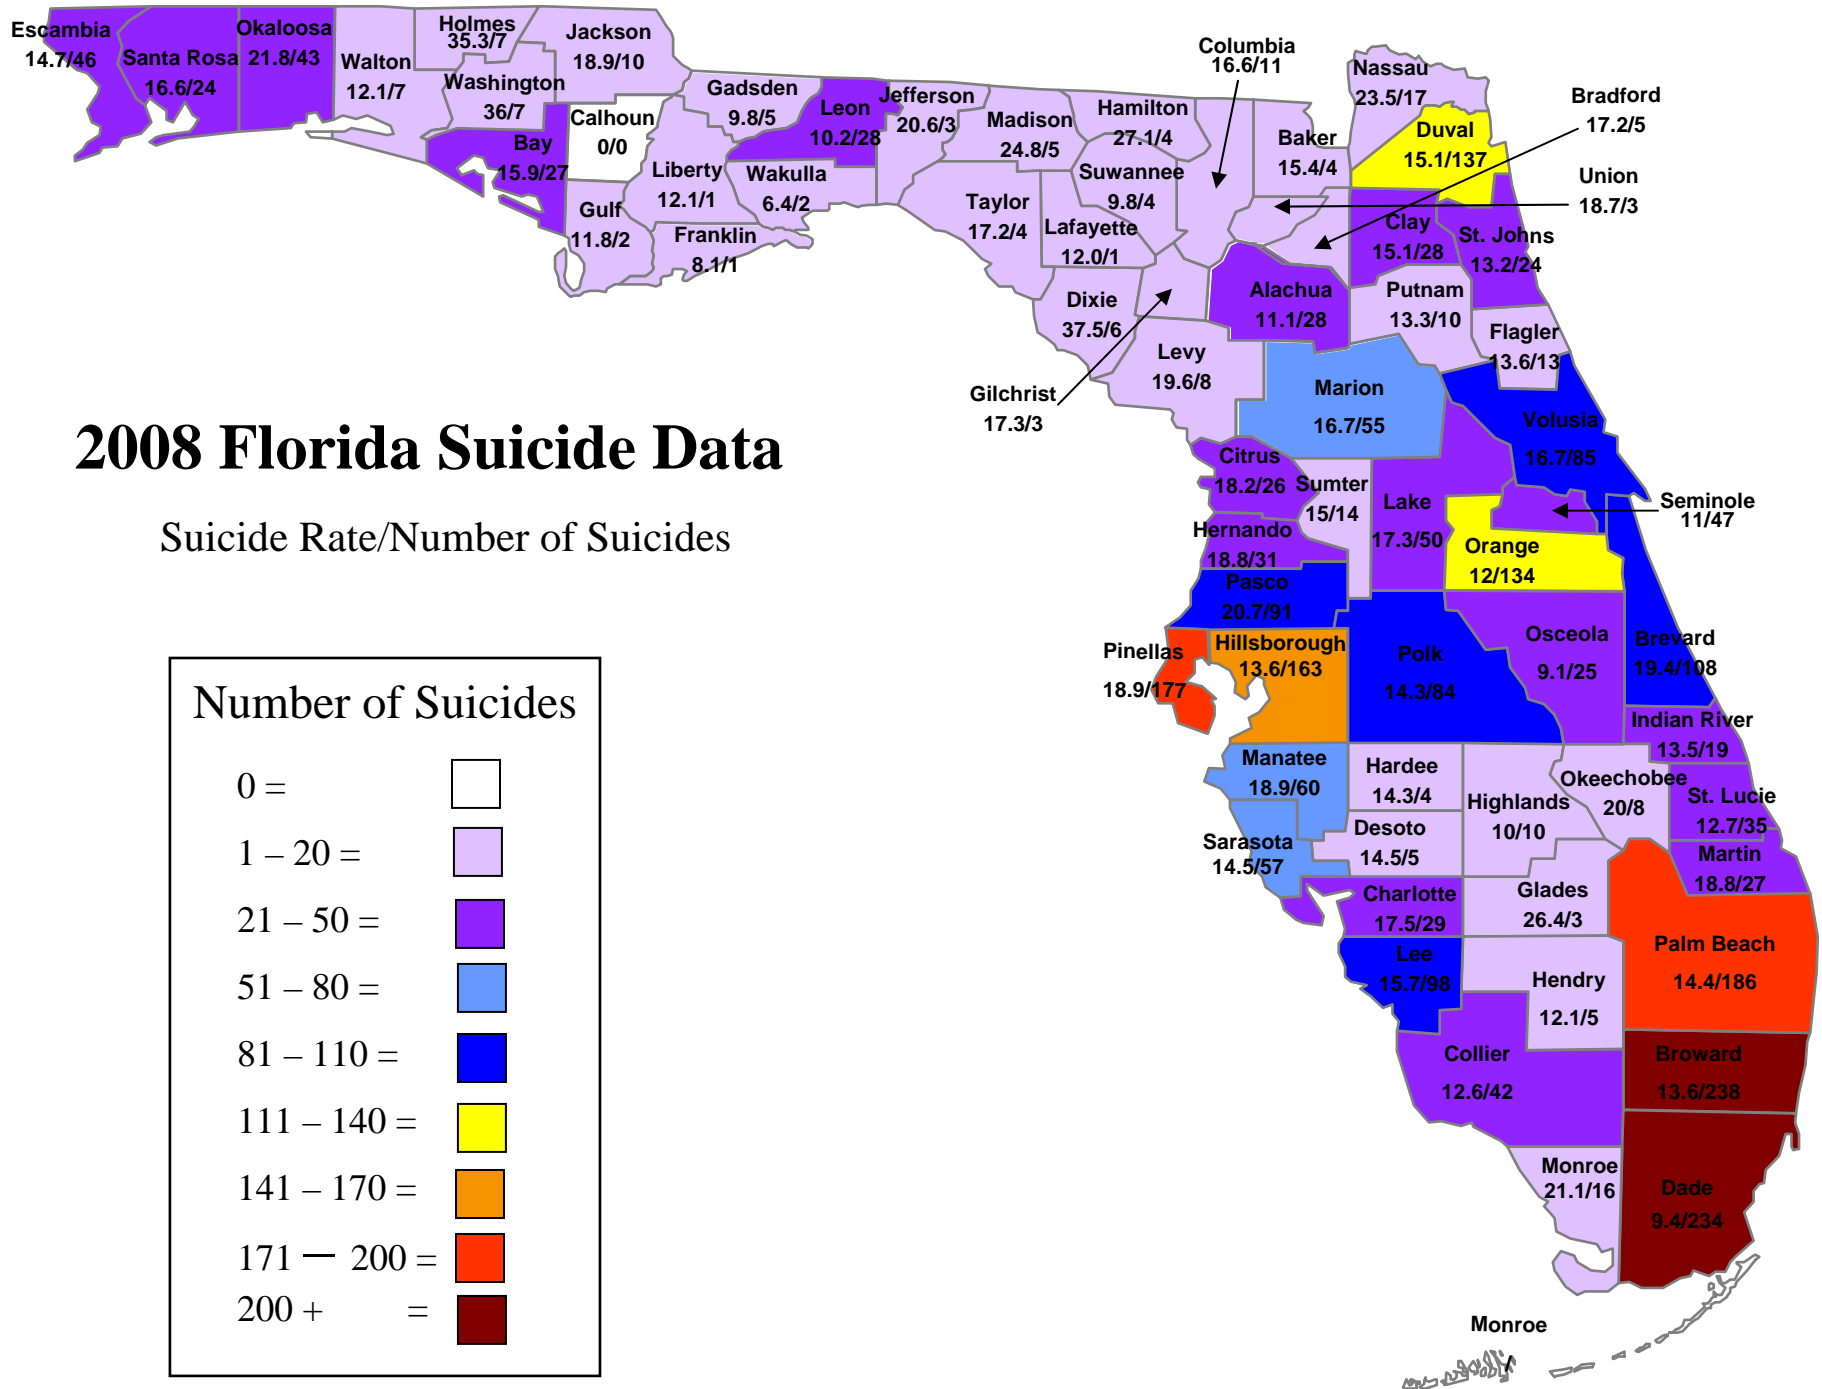 Escambia
14.7/46
Santa Rosa
16.6/24
Okaloosa
21.8/43
Walton
12.1/7
Holmes
35.3/7
Washington
36/7
Jackson
18.9/10
Bay
15.9/27
Calhoun
0/0
Gulf
11.8/2
Gadsden
9.8/5
Liberty
12.1/1
Franklin
8.1/1
Leon
10.2/28
Wakulla
6.4/2
Jefferson
20.6/3
Madison
24.8/5
Taylor
17.2/4
Hamilton
27.1/4
Suwannee
9.8/4
Lafayette
12.0/1
Dixie
37.5/6
Columbia
16.6/11
Baker
15.4/4
Nassau
23.5/17
Duval
15.1/137
Bradford
17.2/5
Union
18.7/3
Clay
15.1/28
St. Johns
13.2/24
Alachua
11.1/28
Putnam
13.3/10
Flagler
13.6/13
Gilchrist
17.3/3
Levy
19.6/8
Marion
16.7/55
Volusia
16.7/85
2008 Florida Suicide Data
Suicide Rate/Number of Suicides
Citrus
18.2/26
Sumter
15/14
Lake
17.3/50
Seminole
11/47
Hernando
18.8/31
Orange
12/134
Pasco
20.7/91
Pinellas
18.9/177
Hillsborough
13.6/163
Polk
14.3/84
Osceola
9.1/25
Brevard
19.4/108
Indian River
13.5/19
Manatee
18.9/60
Hardee
14.3/4
Highlands
10/10
Okeechobee
20/8
St. Lucie
12.7/35
Sarasota
14.5/57
Desoto
14.5/5
Martin
18.8/27
Charlotte
17.5/29
Glades
26.4/3
Palm Beach
14.4/186
Lee
15.7/98
Hendry
12.1/5
Collier
12.6/42
Broward
13.6/238
Monroe
21.1/16
Dade
9.4/234
Monroe
/
Number of Suicides
0 =
1 – 20 =
21 – 50 =
51 – 80 =
81 – 110 =
111 – 140 =
141 – 170 =
171 — 200 =
200 + =